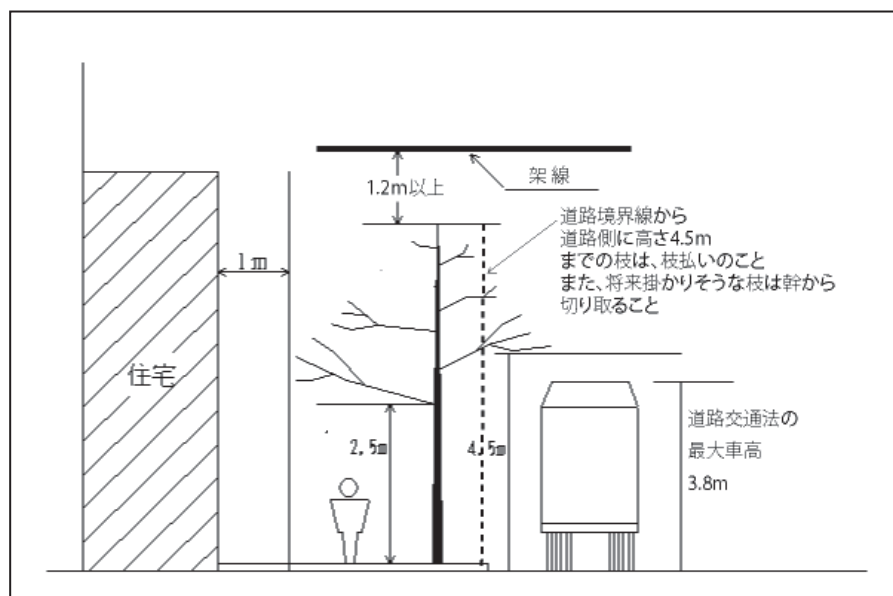 架線
1.2m以上
道路境界線から
道路側に高さ4.5m
までの枝は、枝払いのこと
また、将来掛かりそうな枝は幹から
切り取ること
1m
住宅
2,5m
4,5m
道路交通法の
最大車高
3.8m